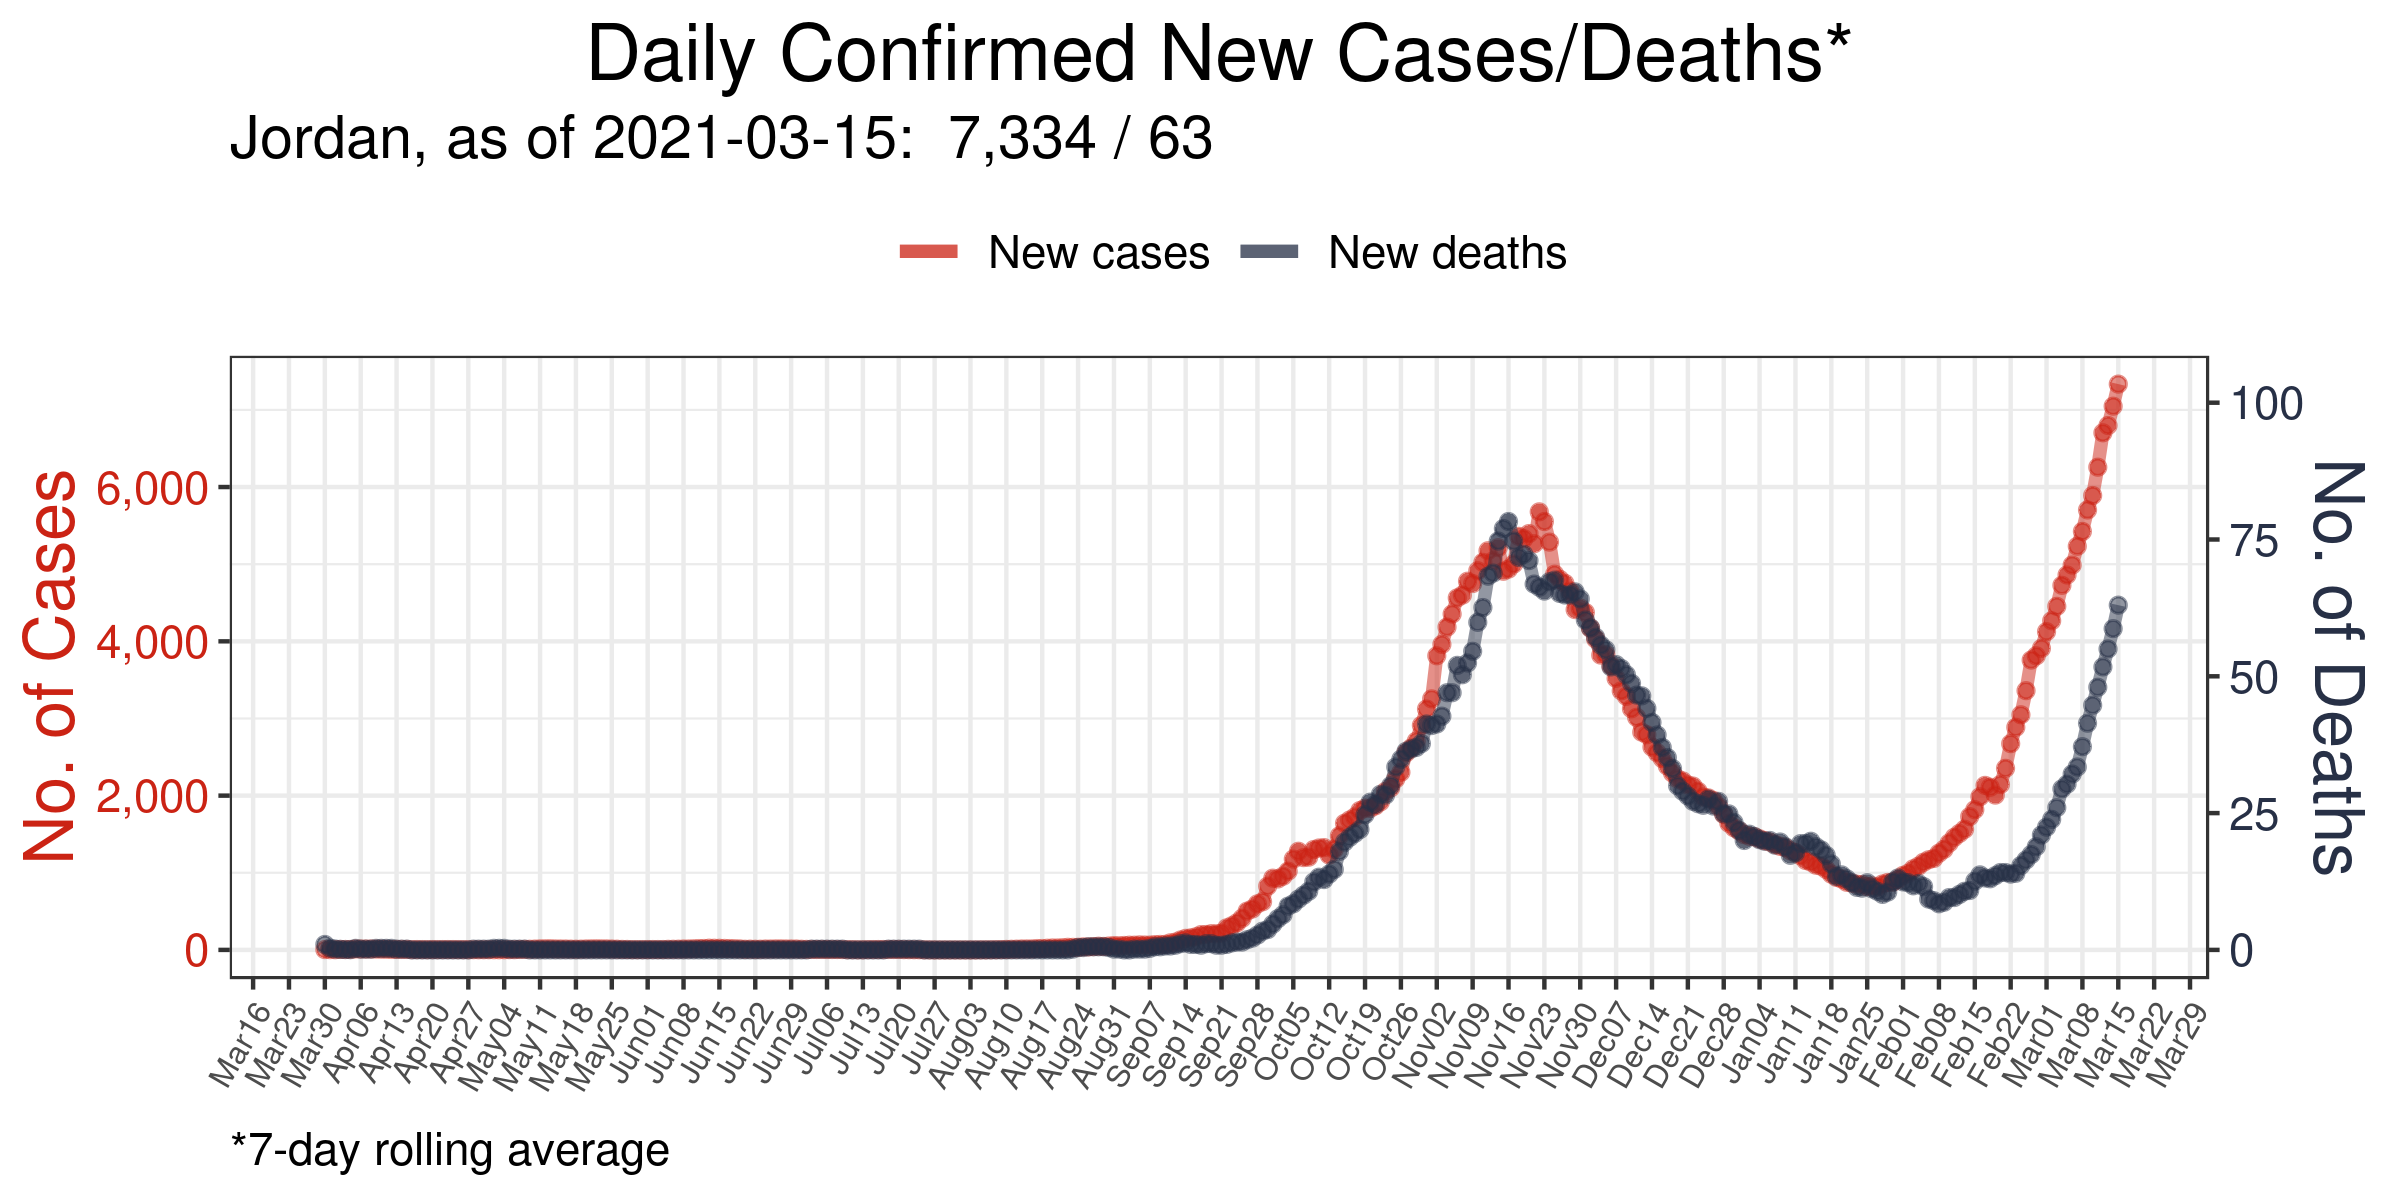 Daily Confirmed New Cases/Deaths*
Jordan, as of 2021-03-15:  7,334 / 63
New cases
New deaths
No. of Cases
6,000
4,000
2,000
0
100
75
50
25
0
No. of Deaths
Mar16
Mar23
Mar30
Apr06
Apr13
Apr20
Apr27
May04
May11
May18
May25
Jun01
Jun08
Jun15
Jun22
Jun29
Jul06
Jul13
Jul20
Jul27
Aug03
Aug10
Aug17
Aug24
Aug31
Sep07
Sep14
Sep21
Sep28
Oct05
Oct12
Oct19
Oct26
Nov02
Nov09
Nov16
Nov23
Nov30
Dec07
Dec14
Dec21
Dec28
Jan04
Jan11
Jan18
Jan25
Feb01
Feb08
Feb15
Feb22
Mar01
Mar08
Mar15
Mar22
Mar29
*7-day rolling average